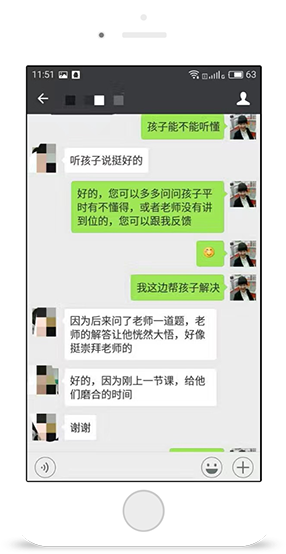 11:51
63
孩子能不能听懂
听孩子说挺好的
好的，您可以多多问问孩子平
时有不懂得，或者老师没有讲
到位的，您可以跟我反馈
我这边帮孩子解决
因为后来问了老师一道题，老
师的解答让他恍然大悟，好像
挺崇拜老师的
好的，因为刚上一节课，给他
们磨合的时间
谢谢